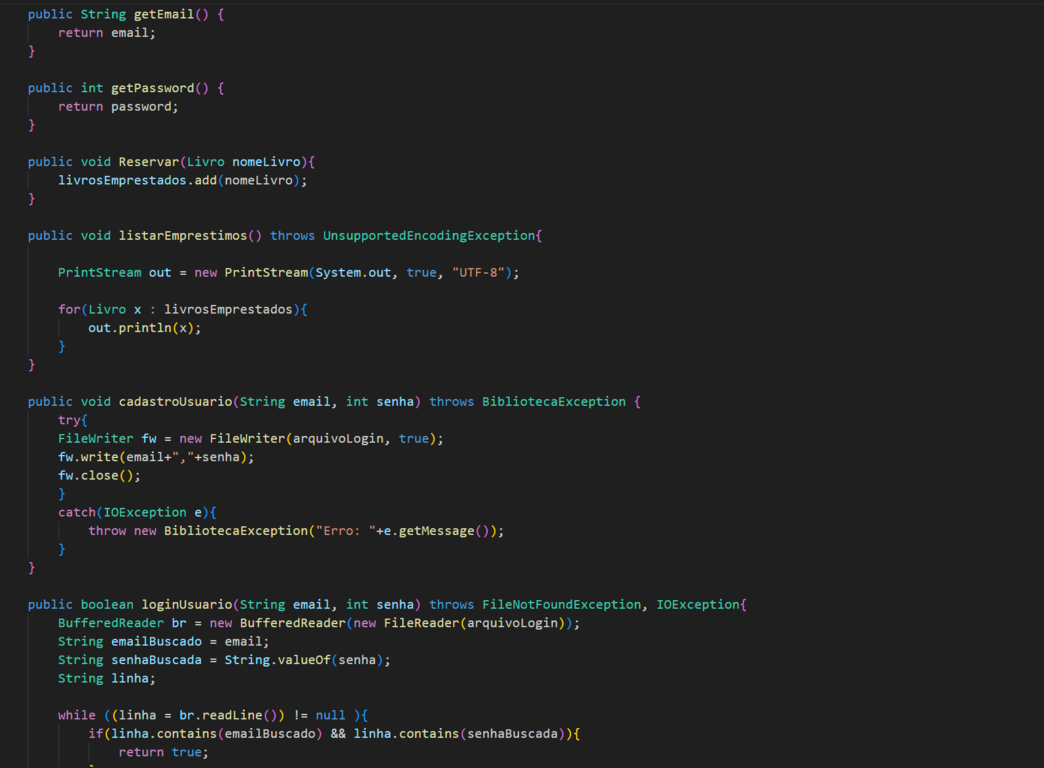 public String getEmail() {
    return email;
}
public int getPassword() {
    return password;
}
public void Reservar(Livro nomeLivro){
    livrosEmprestados.add(nomeLivro);
}
public void listarEmprestimos() throws UnsupportedEncodingException{
    PrintStream out = new PrintStream(System.out, true, "UTF-8");
    for(Livro x : livrosEmprestados){
        out.println(x);
    }
}
public void cadastroUsuario(String email, int senha) throws BibliotecaException {
    try{
    FileWriter fw = new FileWriter(arquivoLogin, true);
    fw.write(email+","+senha);
    fw.close();
    }
    catch(IOException e){
        throw new BibliotecaException("Erro: "+e.getMessage());
    }
}
public boolean loginUsuario(String email, int senha) throws FileNotFoundException, IOException{
    BufferedReader br = new BufferedReader(new FileReader(arquivoLogin));
    String emailBuscado = email;
    String senhaBuscada = String.valueOf(senha);
    String linha;
    while ((linha = br.readLine()) != null ){
        if(linha.contains(emailBuscado) && linha.contains(senhaBuscada)){
            return true;